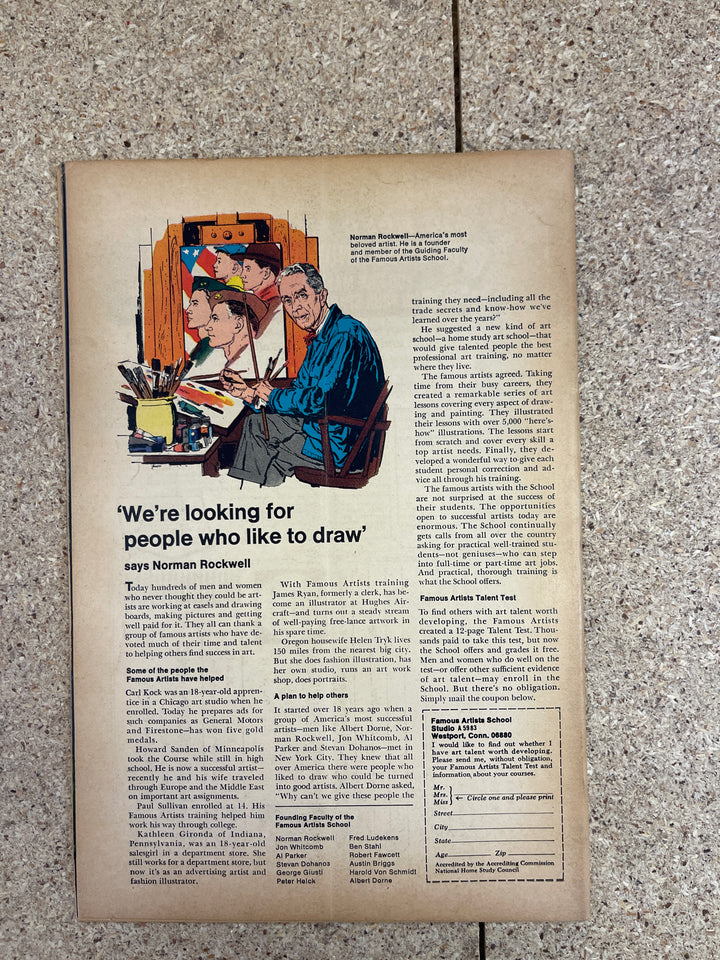 Norman Rockwell—America's most
beloved artist. He is a founder
and member of the Guiding Faculty
of the Famous Artists School.
'We're looking for
people who like to draw'
says Norman Rockwell
Today hundreds of men and women
who never thought they could be art-
ists are working at easels and drawing
boards, making pictures and getting
well paid for it. They all can thank a
group of famous artists who have de-
voted much of their time and talent
to helping others find success in art.
Some of the people the
Famous Artists have helped
Carl Kock was an 18-year-old appren-
tice in a Chicago art studio when he
enrolled. Today he prepares ads for
such companies as General Motors
and Firestone—has won five gold
medals.
Howard Sanden of Minneapolis
took the Course while still in high
school. He is now a successful artist—
recently he and his wife traveled
through Europe and the Middle East
on important art assignments.
Paul Sullivan enrolled at 14. His
Famous Artists training helped him
work his way through college.
Kathleen Gironda of Indiana,
Pennsylvania, was an 18-year-old
salesgirl in a department store. She
still works for a department store, but
now it's as an advertising artist and
fashion illustrator.
With Famous Artists training
James Ryan, formerly a clerk, has be-
come an illustrator at Hughes Air-
craft—and turns out a steady stream
of well-paying free-lance artwork in
his spare time.
Oregon housewife Helen Tryk lives
150 miles from the nearest big city.
But she does fashion illustration, has
her own studio, runs an art work
shop, does portraits.
A plan to help others
It started over 18 years ago when a
group of America's most successful
artists—men like Albert Dorne, Nor-
man Rockwell, Jon Whitcomb, Al
Parker and Stevan Dohanos—met in
New York City. They knew that all
over America there were people who
liked to draw who could be turned
into good artists. Albert Dorne asked,
"Why can't we give these people the
Founding Faculty of the
Famous Artists School
Norman Rockwell
Jon Whitcomb
Al Parker
Stevan Dohanos
George Giusti
Peter Helck
Fred Ludekens
Ben Stahl
Robert Fawcett
Austin Briggs
Harold Von Schmidt
Albert Dorne
training they need—including all the
trade secrets and know-how we've
learned over the years?"
He suggested a new kind of art
school—a home study art school—that
would give talented people the best
professional art training, no matter
where they live.
The famous artists agreed. Taking
time from their busy careers, they
created a remarkable series of art
lessons covering every aspect of draw-
ing and painting. They illustrated
their lessons with over 5,000 "here's-
how" illustrations. The lessons start
from scratch and cover every skill a
top artist needs. Finally, they de-
veloped a wonderful way to give each
student personal correction and ad-
vice all through his training.
The famous artists with the School
are not surprised at the success of
their students. The opportunities
open to successful artists today are
enormous. The School continually
gets calls from all over the country
asking for practical well-trained stu-
dents—not geniuses—who can step
into full-time or part-time art jobs.
And practical, thorough training is
what the School offers.
Famous Artists Talent Test
To find others with art talent worth
developing, the Famous Artists
created a 12-page Talent Test. Thou-
sands paid to take this test, but now
the School offers and grades it free.
Men and women who do well on the
test—or offer other sufficient evidence
of art talent—may enroll in the
School. But there's no obligation.
Simply mail the coupon below.
Famous Artists School
Studio A5983
Westport, Conn. 06880
I would like to find out whether I
have art talent worth developing.
Please send me, without obligation,
your Famous Artists Talent Test and
information about your courses.
Mr.
Mrs. ← Circle one and please print
Miss
Street
City
State
Age Zip
Accredited by the Accrediting Commission
National Home Study Council